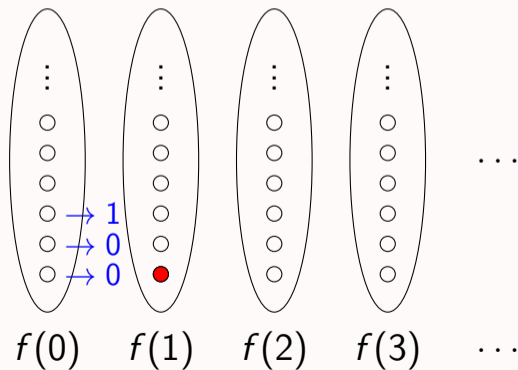 ⋮ ⋮ ⋮ ⋮
…
→ 1
→ 0
→ 0
f(0) f(1) f(2) f(3) …